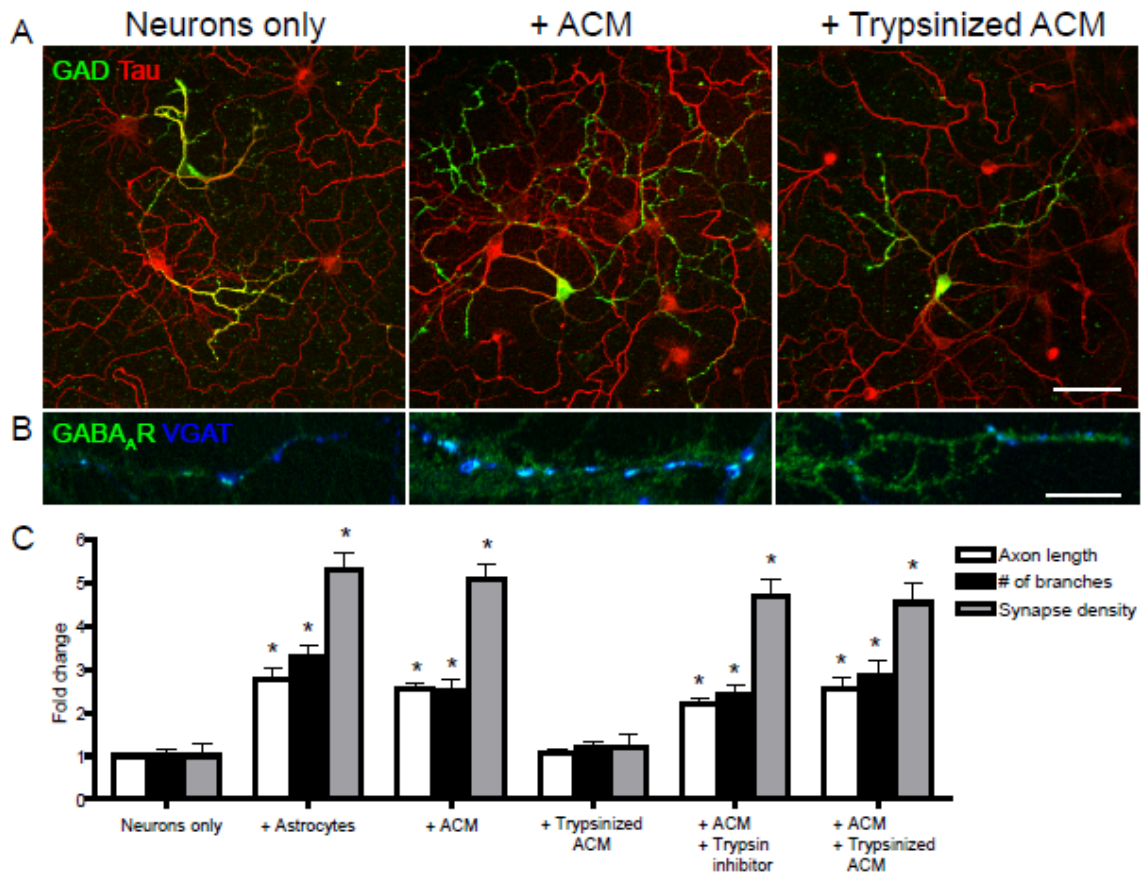 A
Neurons only
+ ACM
+ Trypsinized ACM
GAD Tau
B
GABA_AR VGAT
C
6
5
4
3
2
1
0
Fold change
* * *
* * *
* * *
* * *
Axon length
# of branches
Synapse density
Neurons only
+ Astrocytes
+ ACM
+ Trypsinized
ACM
+ ACM
+ Trypsin
inhibitor
+ ACM
+ Trypsinized
ACM